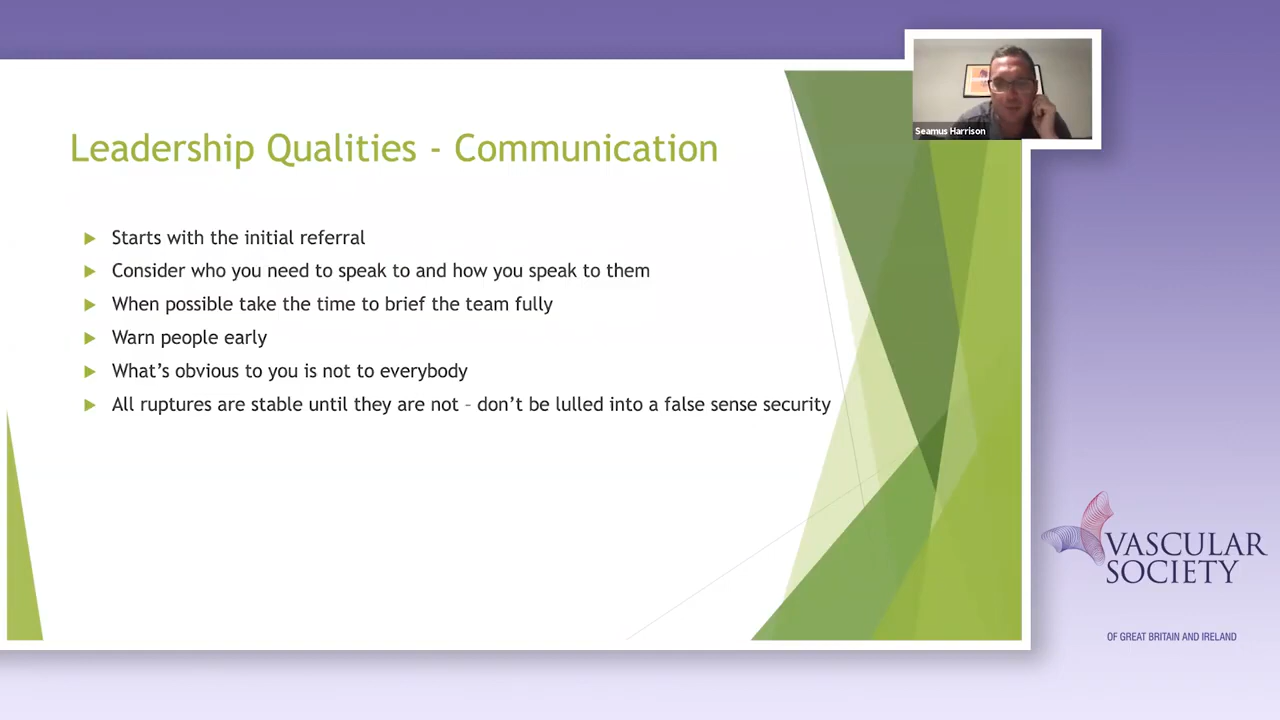 Leadership Qualities - Communication
Starts with the initial referral
Consider who you need to speak to and how you speak to them
When possible take the time to brief the team fully
Warn people early
What's obvious to you is not to everybody
All ruptures are stable until they are not – don't be lulled into a false sense security
Seamus Harrison
VASCULAR
SOCIETY
OF GREAT BRITAIN AND IRELAND